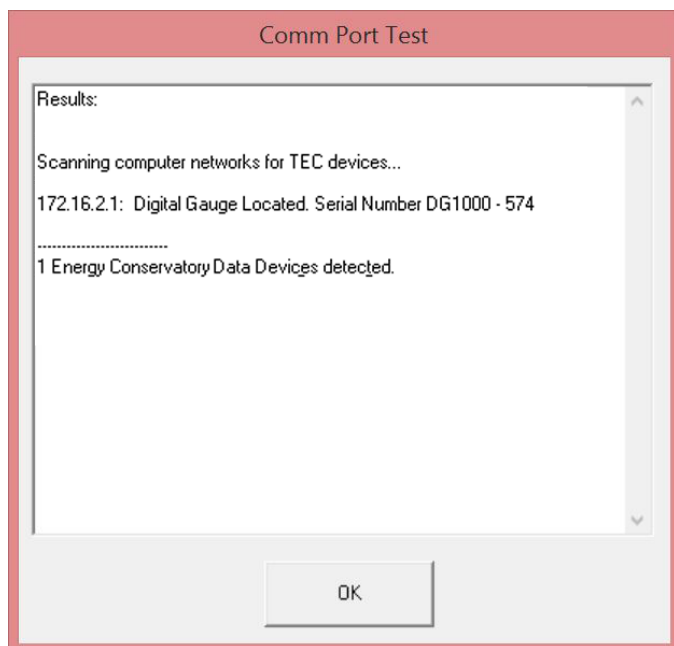 Comm Port Test
Results:
Scanning computer networks for TEC devices...
172.16.2.1:  Digital Gauge Located. Serial Number DG1000 - 574
---------------------------
1 Energy Conservatory Data Devices detected.
OK